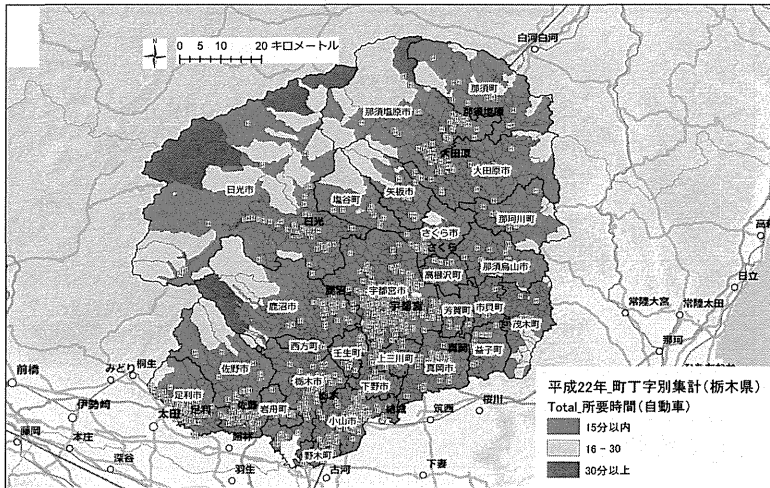 N
0 5 10 20 キロメートル
白河白河
那須町
那須塩原市
那須塩原
大田原
大田原市
日光市
矢板市
塩谷町
那珂川町
日光
さくら市
さくら
高根沢町
那須烏山市
宇都宮市
宇都宮
鹿沼市
芳賀町
市貝町
茂木町
常陸大宮
常陸太田
日立
那珂
西方町
壬生町
上三川町
真岡
真岡市
益子町
みどり
桐生
前橋
佐野市
栃木市
下野市
足利市
足利
佐野
岩舟町
小山市
結城
筑西
桜川
伊勢崎
太田
館林
野木町
藤岡
本庄
深谷
羽生
古河
下妻
平成22年_町丁字別集計(栃木県)
Total_所要時間(自動車)
15分以内
16 - 30
30分以上